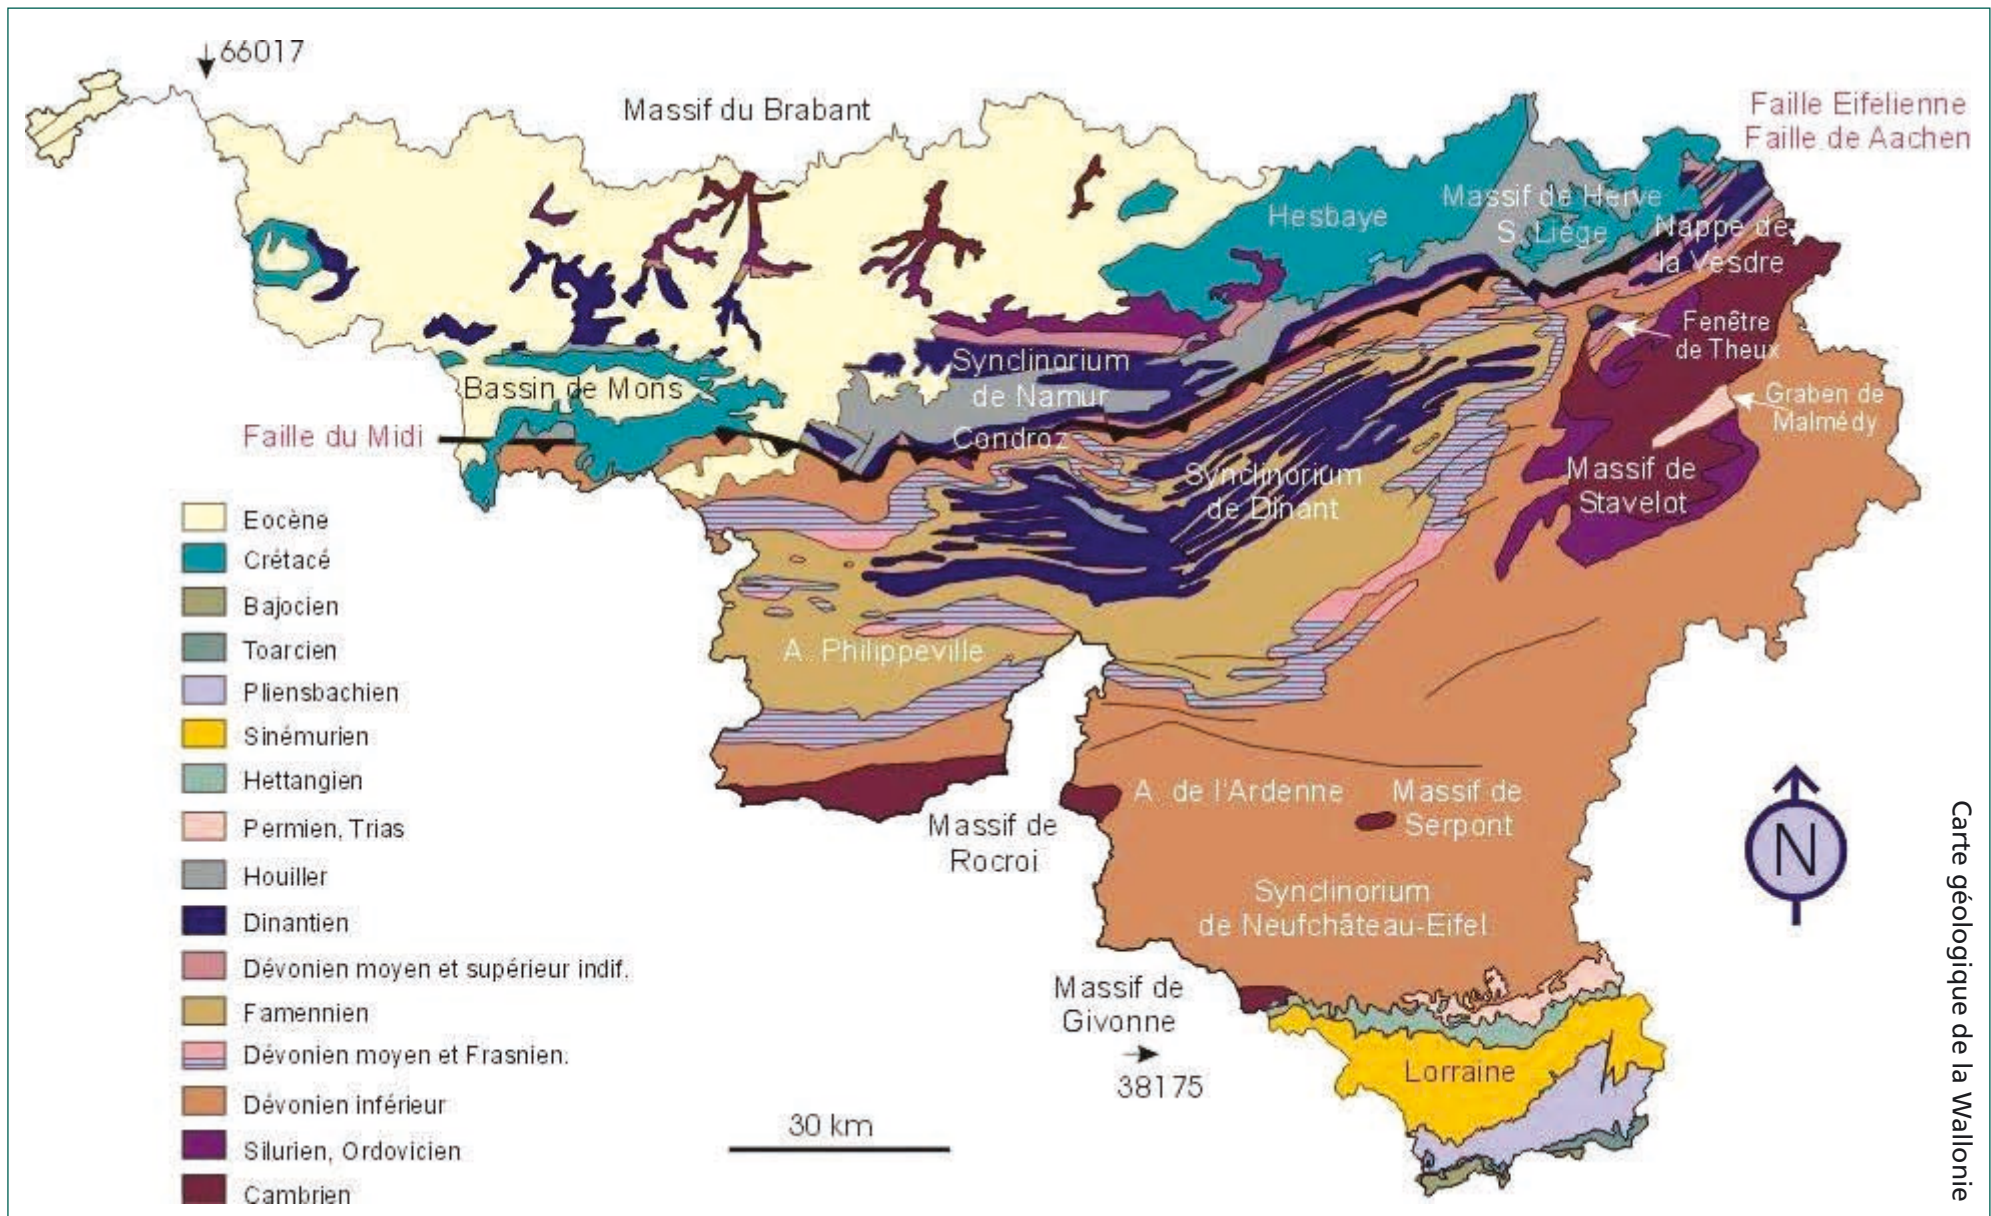 66017
Massif du Brabant
Faille Eifélienne
Faille de Aachen
Hesbaye
Massif de Herve
S. Liège
Nappe de
la Vesdre
Fenêtre
de Theux
Graben de
Malmédy
Synclinorium
de Namur
Bassin de Mons
Faille du Midi
Condroz
Synclinorium
de Dinant
Massif de
Stavelot
A. Philippeville
Eocène
Crétacé
Bajocien
Toarcien
Pliensbachien
Sinémurien
Hettangien
Permien, Trias
Houiller
Dinantien
Dévonien moyen et supérieur indif.
Famennien
Dévonien moyen et Frasnien.
Dévonien inférieur
Silurien, Ordovicien
Cambrien
A. de l'Ardenne
Massif de
Serpont
Massif de
Rocroi
Synclinorium
de Neufchâteau-Eifel
Massif de
Givonne
38175
Lorraine
30 km
N
Carte géologique de la Wallonie